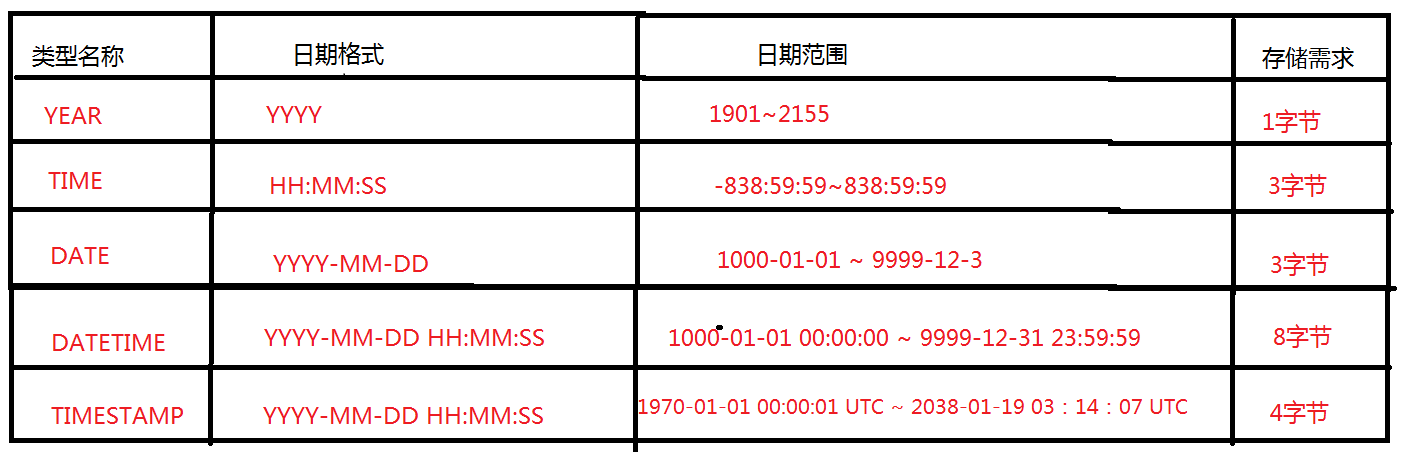 类型名称 日期格式 日期范围 存储需求
YEAR YYYY 1901~2155 1字节
TIME HH:MM:SS -838:59:59~838:59:59 3字节
DATE YYYY-MM-DD 1000-01-01 ~ 9999-12-3 3字节
DATETIME YYYY-MM-DD HH:MM:SS 1000-01-01 00:00:00 ~ 9999-12-31 23:59:59 8字节
TIMESTAMP YYYY-MM-DD HH:MM:SS 1970-01-01 00:00:01 UTC ~ 2038-01-19 03：14：07 UTC 4字节